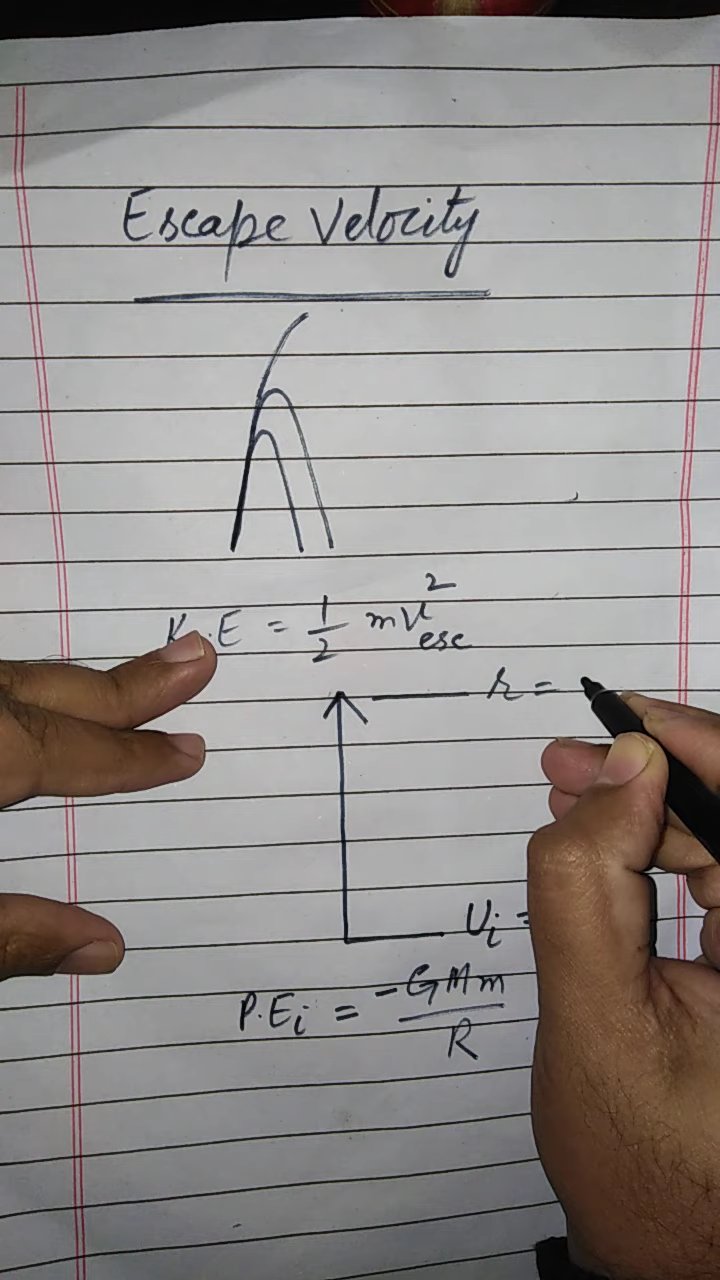 Escape Velocity
K.E = 1/2 mv²esc
r =
Ui =
P.Ei = -GMm/R